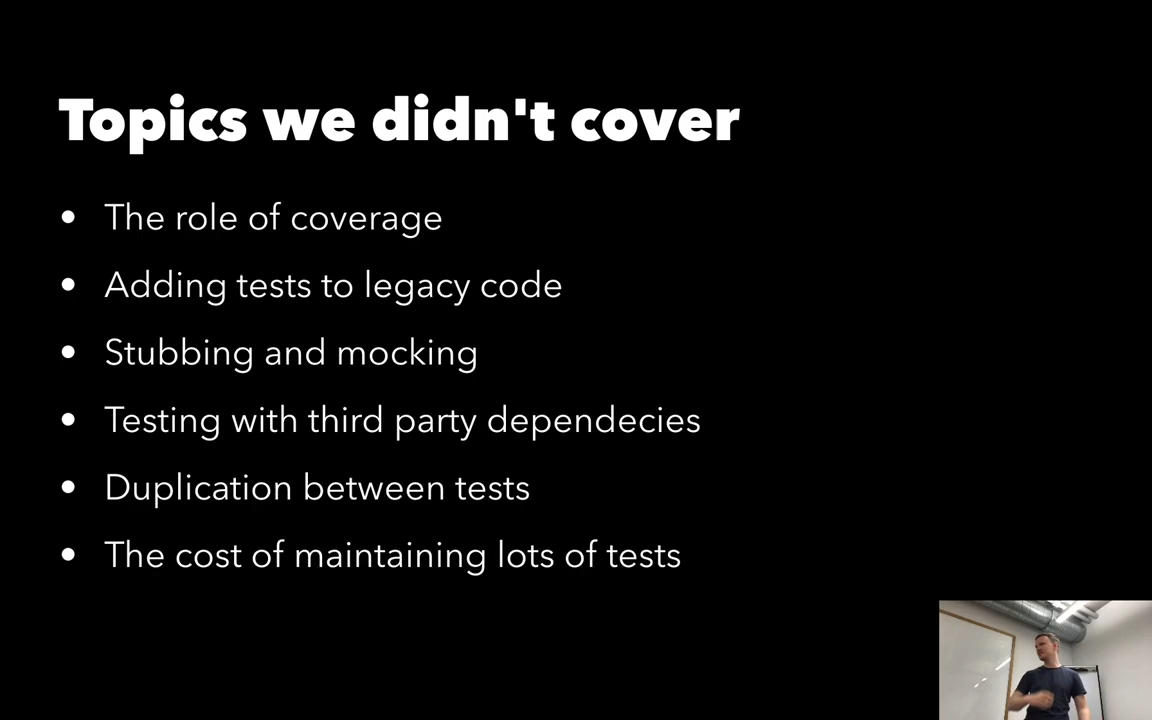 Topics we didn't cover
• The role of coverage
• Adding tests to legacy code
• Stubbing and mocking
• Testing with third party dependecies
• Duplication between tests
• The cost of maintaining lots of tests